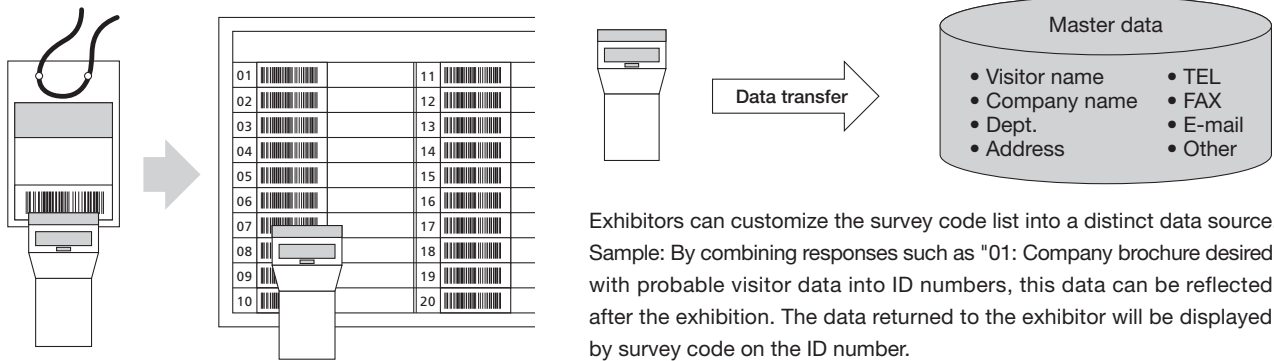 01
11
02
12
03
13
04
14
05
15
06
16
07
17
08
18
09
19
10
20
Data transfer
Master data
• Visitor name
• Company name
• Dept.
• Address
• TEL
• FAX
• E-mail
• Other
Exhibitors can customize the survey code list into a distinct data source
Sample: By combining responses such as "01: Company brochure desired
with probable visitor data into ID numbers, this data can be reflected
after the exhibition. The data returned to the exhibitor will be displayed
by survey code on the ID number.